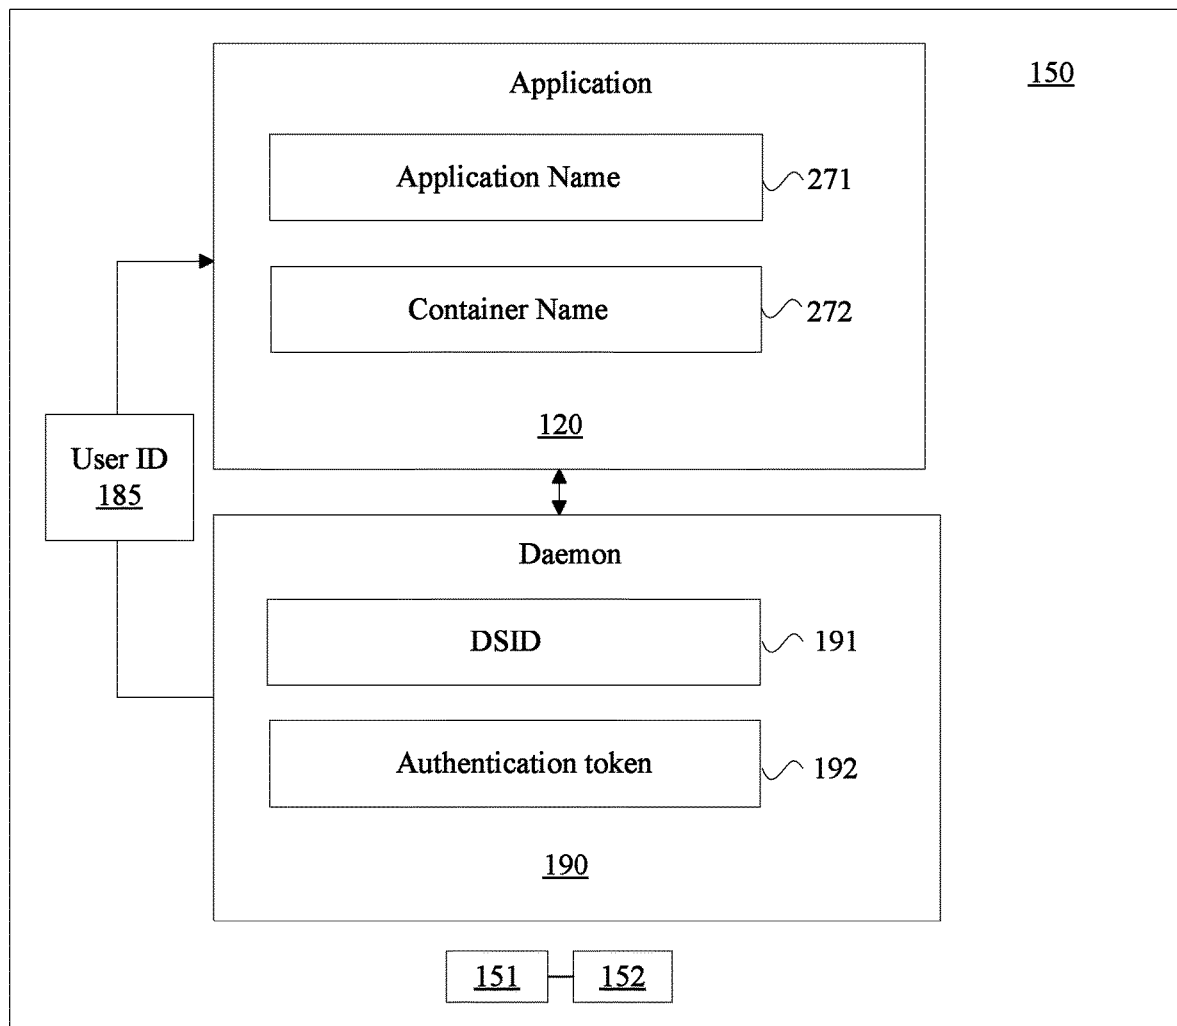 150
Application
Application Name
271
Container Name
272
120
User ID
185
Daemon
DSID
191
Authentication token
192
190
151
152